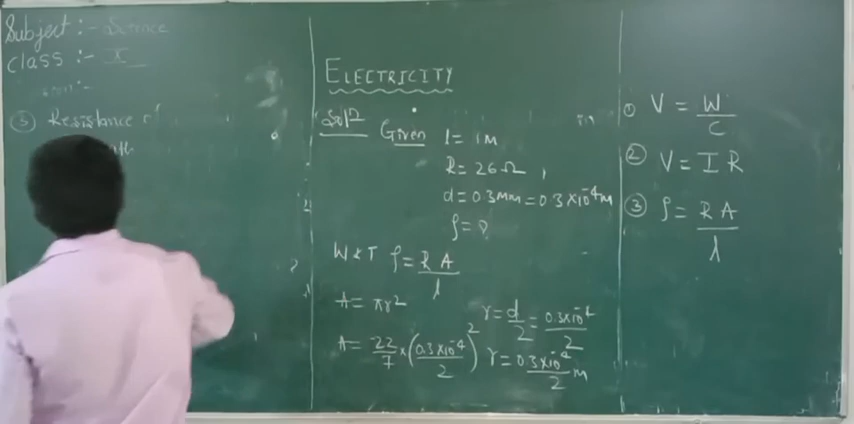 Subject :- Science
Class :- X
③ Resistance of
ELECTRICITY
Given l = 1m
R = 26Ω ,
d = 0.3mm = 0.3×10⁻⁴m
ρ = ?
W K T ρ = RA/l
A = πr²
r = d/2 = 0.3×10⁻⁴/2
A = 22/7 × (0.3×10⁻⁴/2)²
r = 0.3×10⁻⁴/2 m
① V = W/C
② V = I R
③ ρ = RA/l